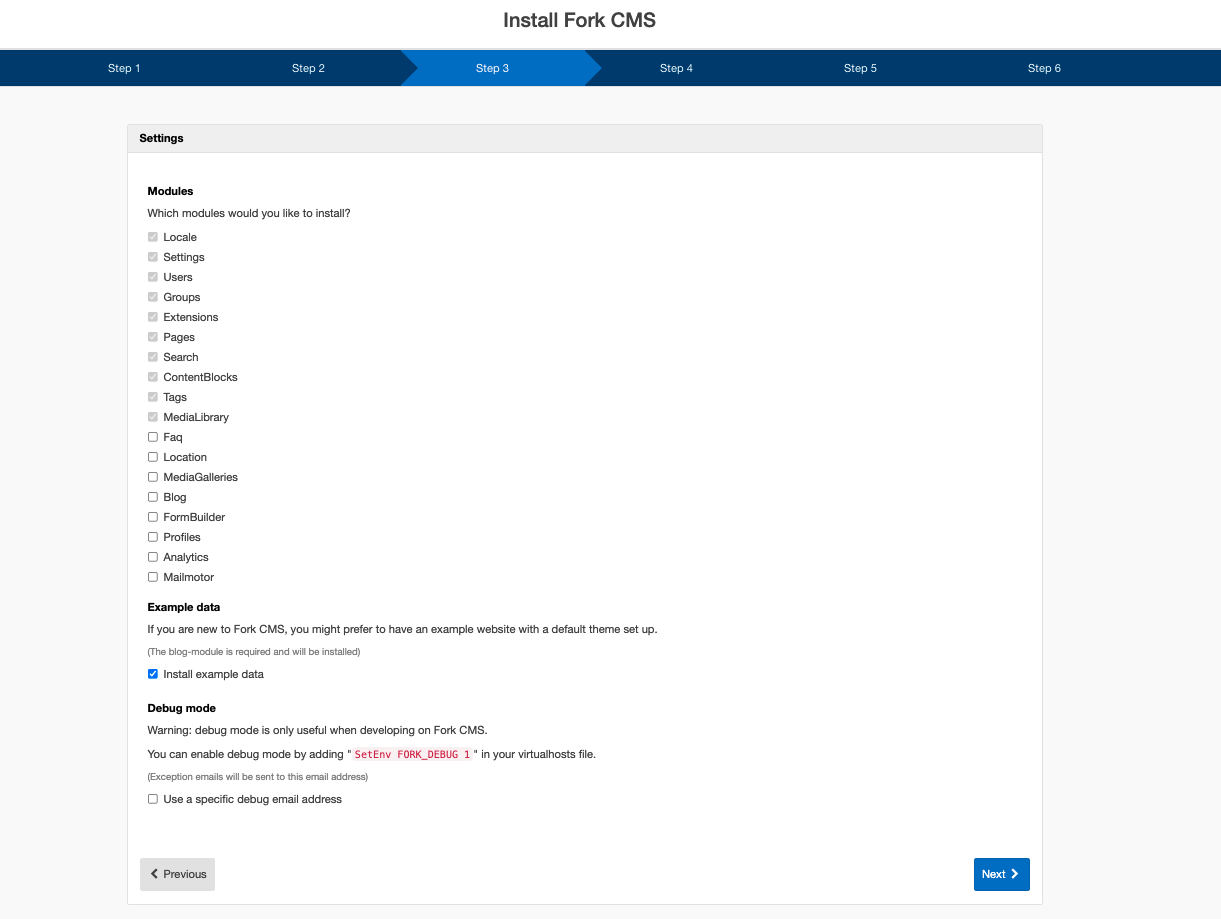 Install Fork CMS
Step 1
Step 2
Step 3
Step 4
Step 5
Step 6
Settings
Modules
Which modules would you like to install?
Locale
Settings
Users
Groups
Extensions
Pages
Search
ContentBlocks
Tags
MediaLibrary
Faq
Location
MediaGalleries
Blog
FormBuilder
Profiles
Analytics
Mailmotor
Example data
If you are new to Fork CMS, you might prefer to have an example website with a default theme set up.
(The blog-module is required and will be installed)
Install example data
Debug mode
Warning: debug mode is only useful when developing on Fork CMS.
You can enable debug mode by adding "SetEnv FORK_DEBUG 1" in your virtualhosts file.
(Exception emails will be sent to this email address)
Use a specific debug email address
Previous
Next